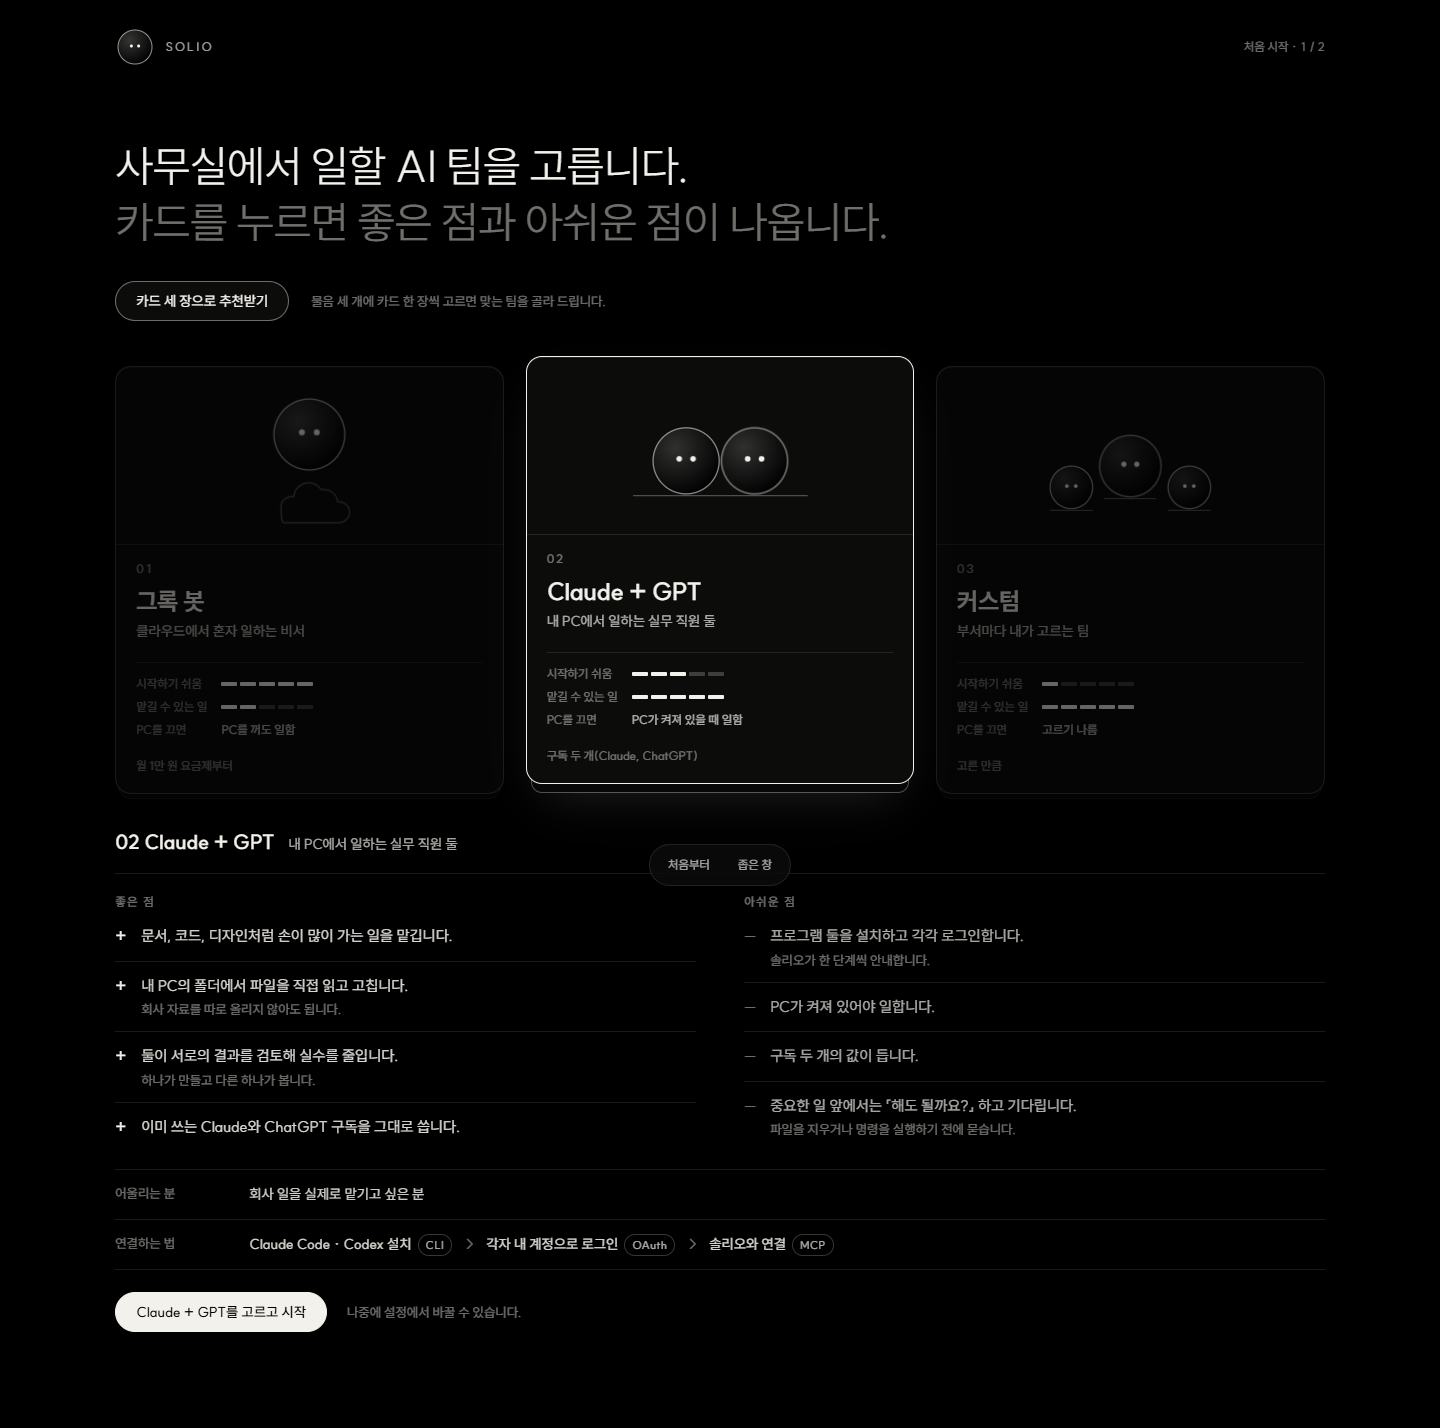 SOLIO
처음 시작 · 1 / 2
사무실에서 일할 AI 팀을 고릅니다.
카드를 누르면 좋은 점과 아쉬운 점이 나옵니다.
카드 세 장으로 추천받기
물음 세 개에 카드 한 장씩 고르면 맞는 팀을 골라 드립니다.
01
그록 봇
클라우드에서 혼자 일하는 비서
시작하기 쉬움
맡길 수 있는 일
PC를 끄면 PC를 꺼도 일함
월 1만 원 요금제부터
02
Claude + GPT
내 PC에서 일하는 실무 직원 둘
시작하기 쉬움
맡길 수 있는 일
PC를 끄면 PC가 켜져 있을 때 일함
구독 두 개(Claude, ChatGPT)
03
커스텀
부서마다 내가 고르는 팀
시작하기 쉬움
맡길 수 있는 일
PC를 끄면 고르기 나름
고른 만큼
02 Claude + GPT 내 PC에서 일하는 실무 직원 둘
처음부터 좁은 창
좋은 점
+ 문서, 코드, 디자인처럼 손이 많이 가는 일을 맡깁니다.
+ 내 PC의 폴더에서 파일을 직접 읽고 고칩니다.
회사 자료를 따로 올리지 않아도 됩니다.
+ 둘이 서로의 결과를 검토해 실수를 줄입니다.
하나가 만들고 다른 하나가 봅니다.
+ 이미 쓰는 Claude와 ChatGPT 구독을 그대로 씁니다.
아쉬운 점
— 프로그램 둘을 설치하고 각각 로그인합니다.
솔리오가 한 단계씩 안내합니다.
— PC가 켜져 있어야 일합니다.
— 구독 두 개의 값이 듭니다.
— 중요한 일 앞에서는 「해도 될까요?」 하고 기다립니다.
파일을 지우거나 명령을 실행하기 전에 묻습니다.
어울리는 분 회사 일을 실제로 맡기고 싶은 분
연결하는 법 Claude Code · Codex 설치 CLI > 각자 내 계정으로 로그인 OAuth > 솔리오와 연결 MCP
Claude + GPT를 고르고 시작
나중에 설정에서 바꿀 수 있습니다.